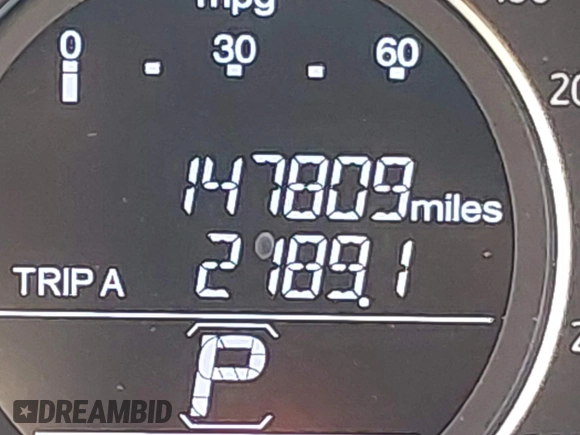 mpg
0 30 60
147809 miles
TRIP A 2189.1
P
DREAMBID